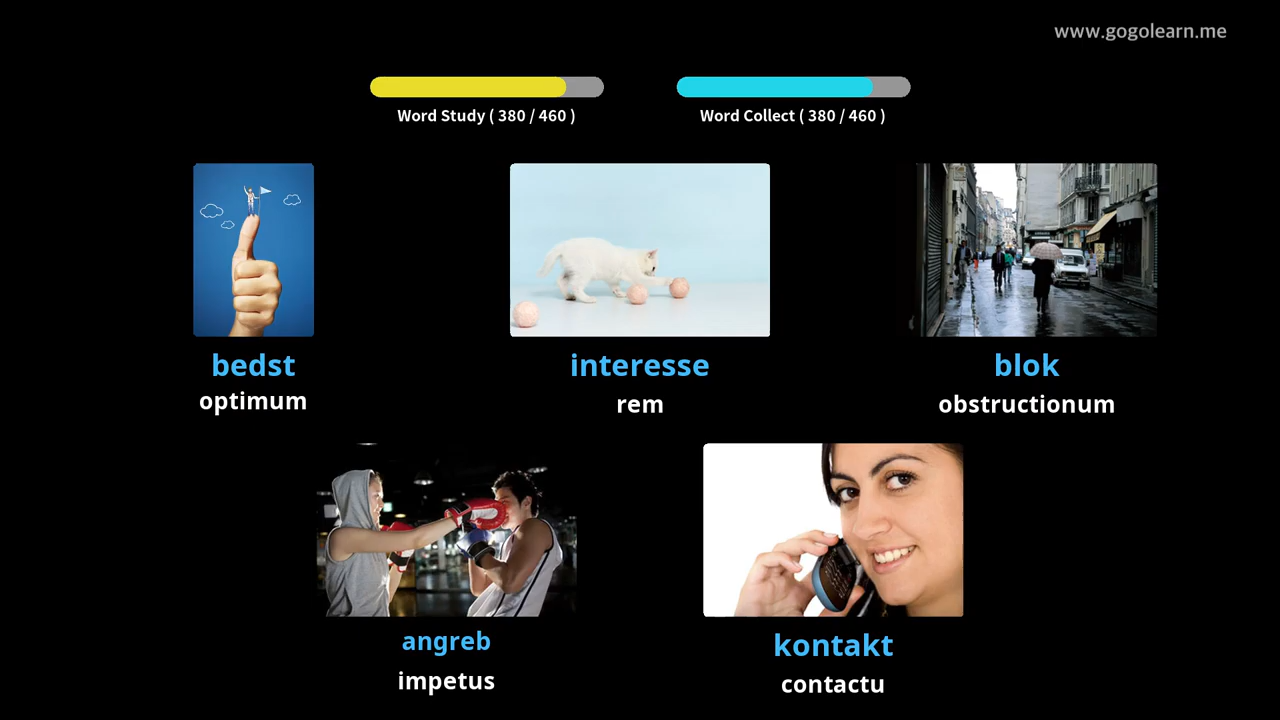 www.gogolearn.me
Word Study ( 380 / 460 )
Word Collect ( 380 / 460 )
bedst
optimum
interesse
rem
blok
obstructionum
angreb
impetus
kontakt
contactu